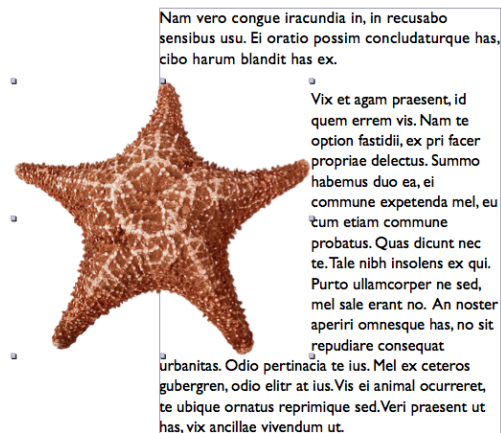 Nam vero congue iracundia in, in recusabo
sensibus usu. Ei oratio possim concludaturque has,
cibo harum blandit has ex.
Vix et agam praesent, id
quem errem vis. Nam te
option fastidii, ex pri facer
propriae delectus. Summo
habemus duo ea, ei
commune expetenda mel, eu
cum etiam commune
probatus. Quas dicunt nec
te. Tale nibh insolens ex qui.
Purto ullamcorper ne sed,
mel sale erant no. An noster
aperiri omnesque has, no sit
repudiare consequat
urbanitas. Odio pertinacia te ius. Mel ex ceteros
gubergren, odio elitr at ius. Vis ei animal ocurreret,
te ubique ornatus reprimique sed. Veri praesent ut
has, vix ancillae vivendum ut.